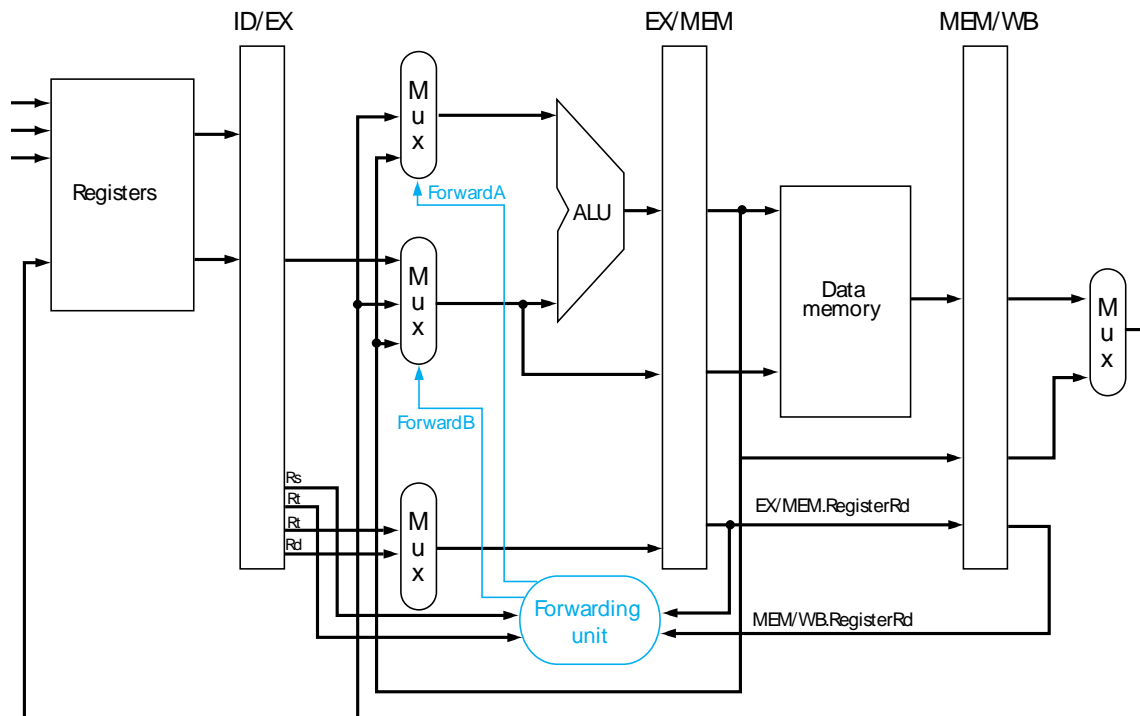 ID/EX
EX/MEM
MEM/WB
M
u
x
Registers
ForwardA
ALU
M
u
x
Data
memory
M
u
x
ForwardB
Rs
Rt
Rt
Rd
M
u
x
EX/MEM.RegisterRd
Forwarding
unit
MEM/WB.RegisterRd